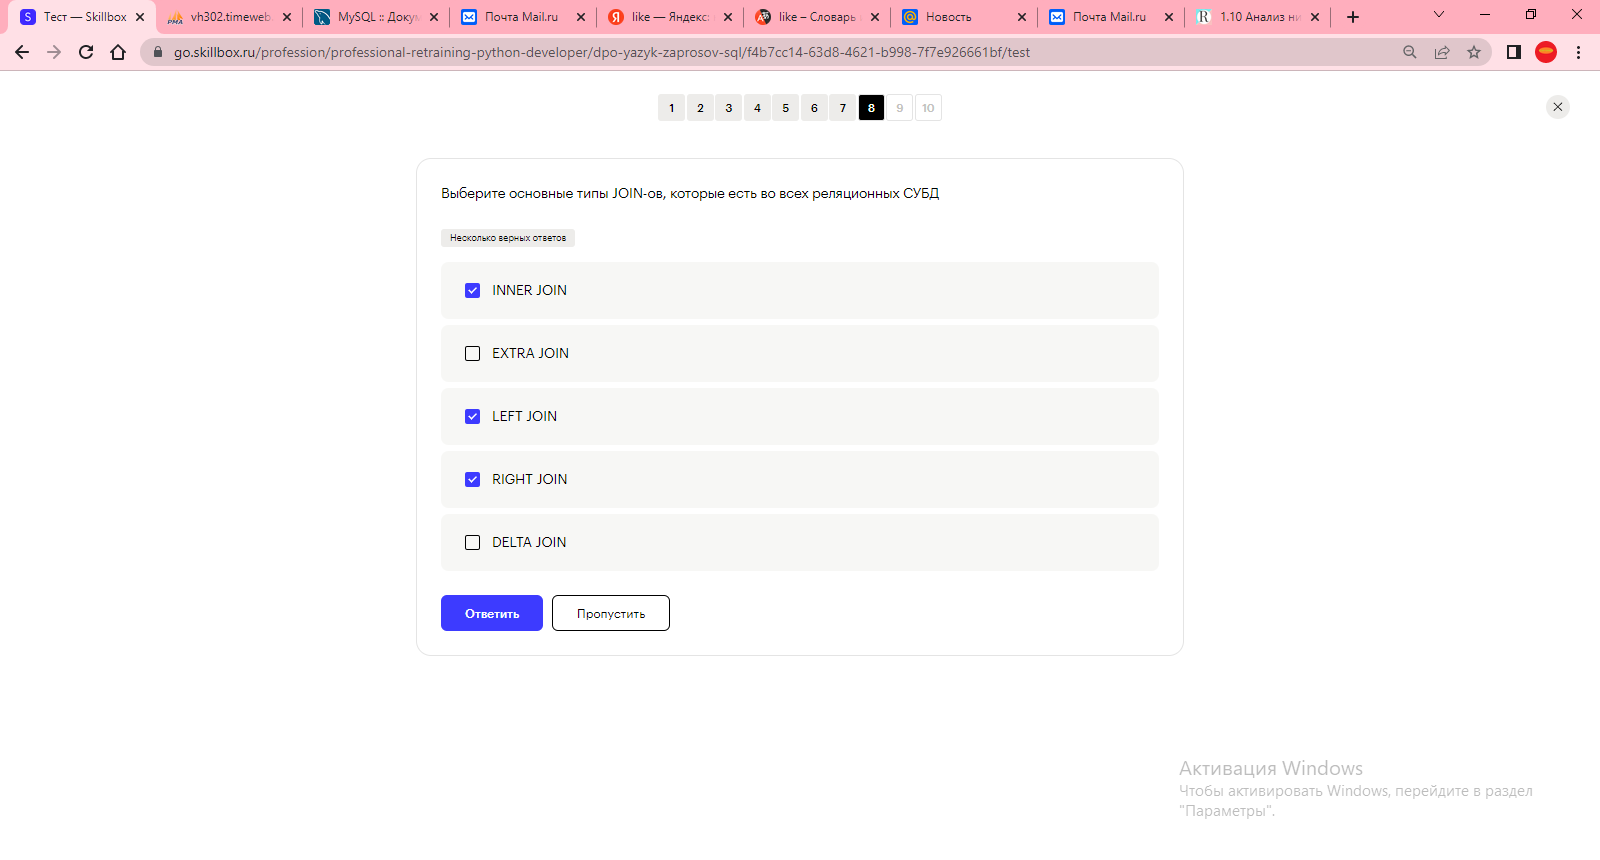 Тест — Skillbox
vh302.timeweb.
MySQL :: Докум
Почта Mail.ru
like — Яндекс:
like – Словарь
Новость
Почта Mail.ru
1.10 Анализ ни
go.skillbox.ru/profession/professional-retraining-python-developer/dpo-yazyk-zaprosov-sql/f4b7cc14-63d8-4621-b998-7f7e926661bf/test
1 2 3 4 5 6 7 8 9 10
Выберите основные типы JOIN-ов, которые есть во всех реляционных СУБД
Несколько верных ответов
INNER JOIN
EXTRA JOIN
LEFT JOIN
RIGHT JOIN
DELTA JOIN
Ответить
Пропустить
Активация Windows
Чтобы активировать Windows, перейдите в раздел
"Параметры".